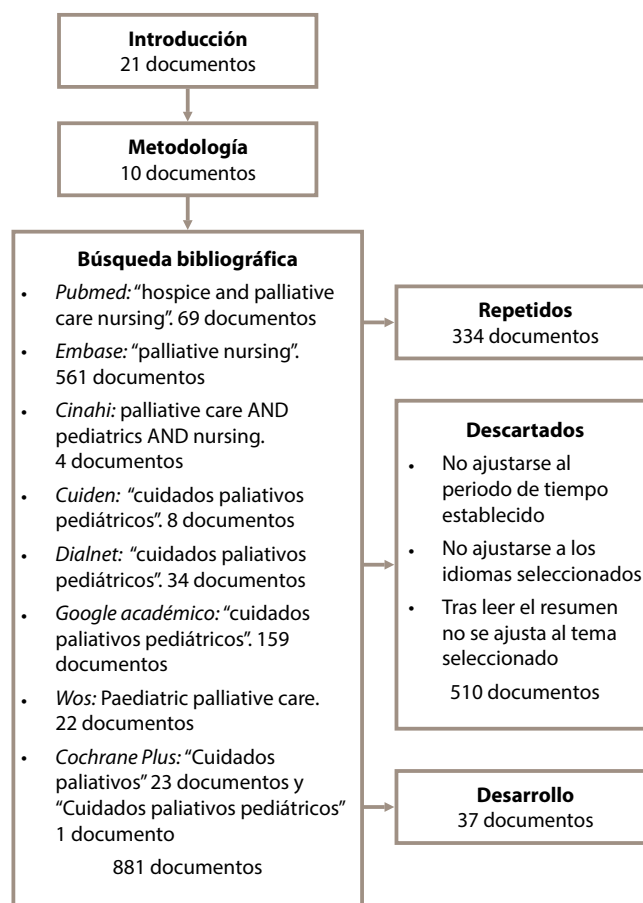 Introducción
21 documentos
Metodología
10 documentos
Búsqueda bibliográfica
• Pubmed: “hospice and palliative
care nursing”. 69 documentos
• Embase: “palliative nursing”.
561 documentos
• Cinahi: palliative care AND
pediatrics AND nursing.
4 documentos
• Cuiden: “cuidados paliativos
pediátricos”. 8 documentos
• Dialnet: “cuidados paliativos
pediátricos”. 34 documentos
• Google académico: “cuidados
paliativos pediátricos”. 159
documentos
• Wos: Paediatric palliative care.
22 documentos
• Cochrane Plus: “Cuidados
paliativos” 23 documentos y
“Cuidados paliativos pediátricos”
1 documento
881 documentos
Repetidos
334 documentos
Descartados
• No ajustarse al
periodo de tiempo
establecido
• No ajustarse a los
idiomas seleccionados
• Tras leer el resumen
no se ajusta al tema
seleccionado
510 documentos
Desarrollo
37 documentos